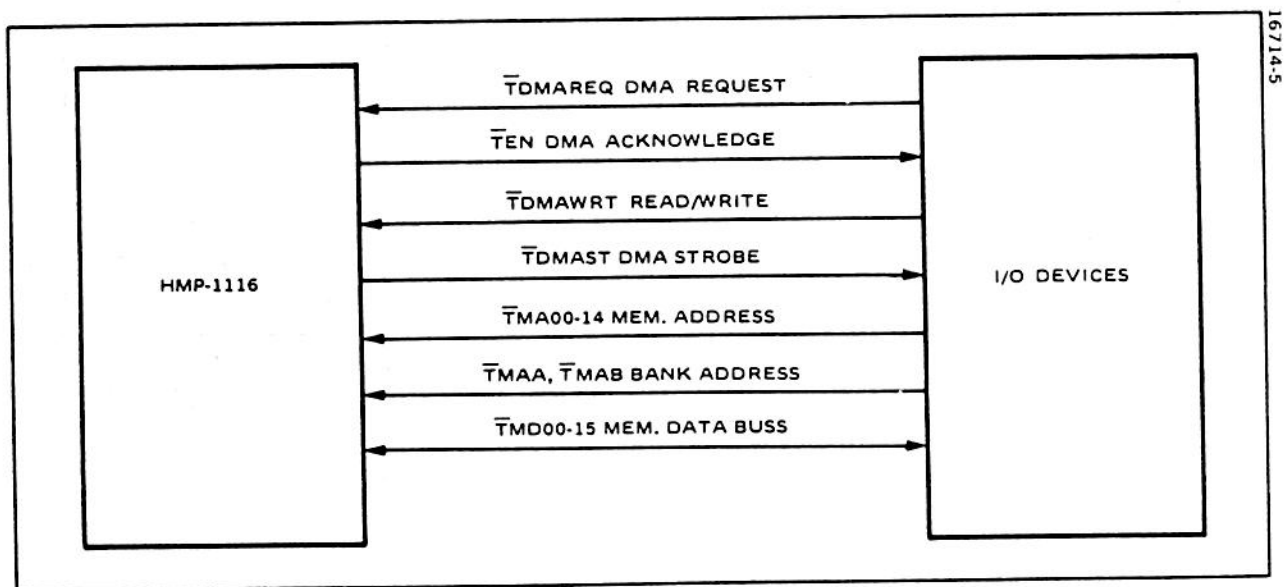 16714-5
T̅DMAREQ DMA REQUEST
T̅EN DMA ACKNOWLEDGE
T̅DMAWRT READ/WRITE
T̅DMAST DMA STROBE
HMP-1116
I/O DEVICES
T̅MA00-14 MEM. ADDRESS
T̅MAA, T̅MAB BANK ADDRESS
T̅MD00-15 MEM. DATA BUSS